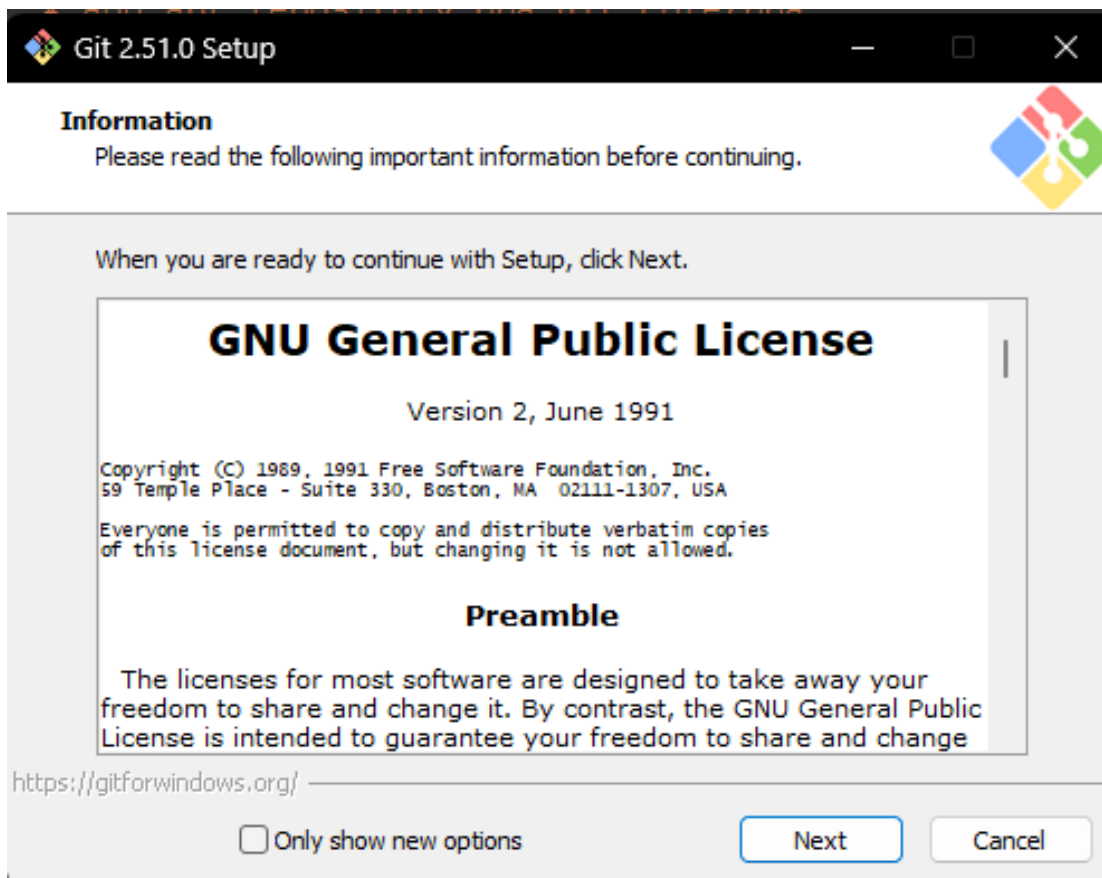 Git 2.51.0 Setup
Information
Please read the following important information before continuing.
When you are ready to continue with Setup, click Next.
GNU General Public License
Version 2, June 1991
Copyright (C) 1989, 1991 Free Software Foundation, Inc.
59 Temple Place - Suite 330, Boston, MA  02111-1307, USA
Everyone is permitted to copy and distribute verbatim copies
of this license document, but changing it is not allowed.
Preamble
The licenses for most software are designed to take away your
freedom to share and change it. By contrast, the GNU General Public
License is intended to guarantee your freedom to share and change
https://gitforwindows.org/
Only show new options
Next
Cancel